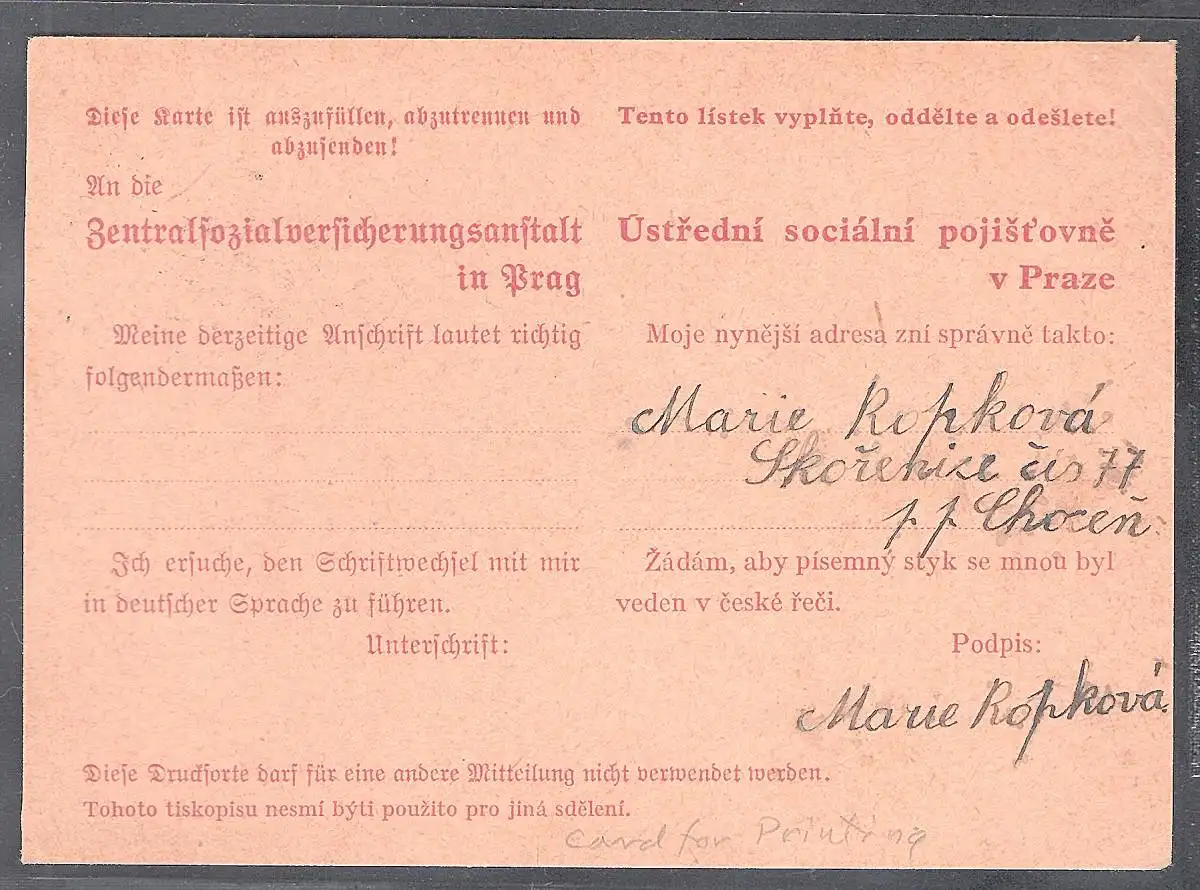 Diese Karte ist auszufüllen, abzutrennen und
abzusenden!
An die
Zentralsozialversicherungsanstalt
in Prag
Meine derzeitige Anschrift lautet richtig
folgendermaßen:
Ich ersuche, den Schriftwechsel mit mir
in deutscher Sprache zu führen.
Unterschrift:
Tento lístek vyplňte, oddělte a odešlete!
Ústřední sociální pojišťovně
v Praze
Moje nynější adresa zní správně takto:
Marie Ropková
Skořenice čís 77
p. p. Choceň
Žádám, aby písemný styk se mnou byl
veden v české řeči.
Podpis:
Marie Ropková
Diese Drucksorte darf für eine andere Mitteilung nicht verwendet werden.
Tohoto tiskopisu nesmí býti použito pro jiná sdělení.
card for Printing